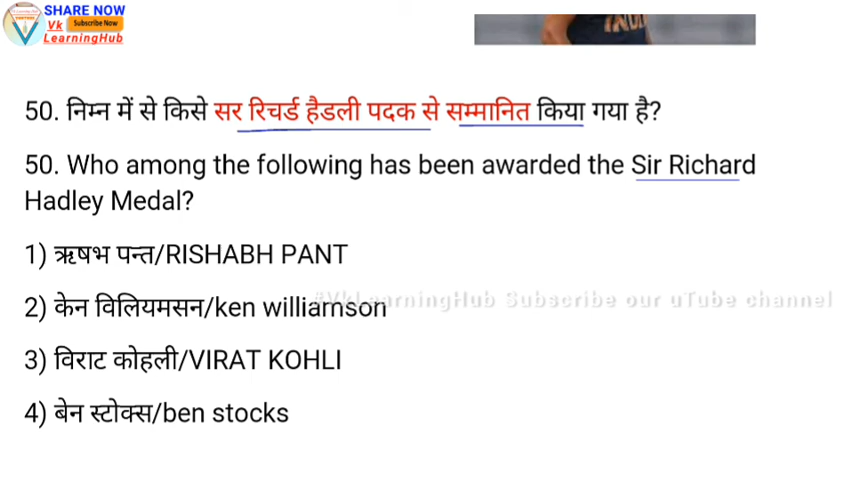 SHARE NOW
Vk Subscribe Now
LearningHub
50. निम्न में से किसे सर रिचर्ड हैडली पदक से सम्मानित किया गया है?
50. Who among the following has been awarded the Sir Richard
Hadley Medal?
1) ऋषभ पन्त/RISHABH PANT
#VkLearningHub Subscribe our uTube channel
2) केन विलियमसन/ken williamson
3) विराट कोहली/VIRAT KOHLI
4) बेन स्टोक्स/ben stocks